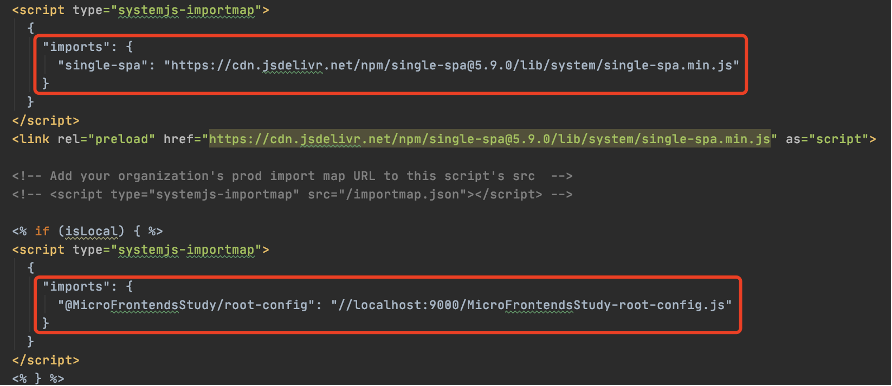 <script type="systemjs-importmap">
{
"imports": {
"single-spa": "https://cdn.jsdelivr.net/npm/single-spa@5.9.0/lib/system/single-spa.min.js"
}
}
</script>
<link rel="preload" href="https://cdn.jsdelivr.net/npm/single-spa@5.9.0/lib/system/single-spa.min.js" as="script">
<!-- Add your organization's prod import map URL to this script's src  -->
<!-- <script type="systemjs-importmap" src="/importmap.json"></script> -->
<% if (isLocal) { %>
<script type="systemjs-importmap">
{
"imports": {
"@MicroFrontendsStudy/root-config": "//localhost:9000/MicroFrontendsStudy-root-config.js"
}
}
</script>
<% } %>